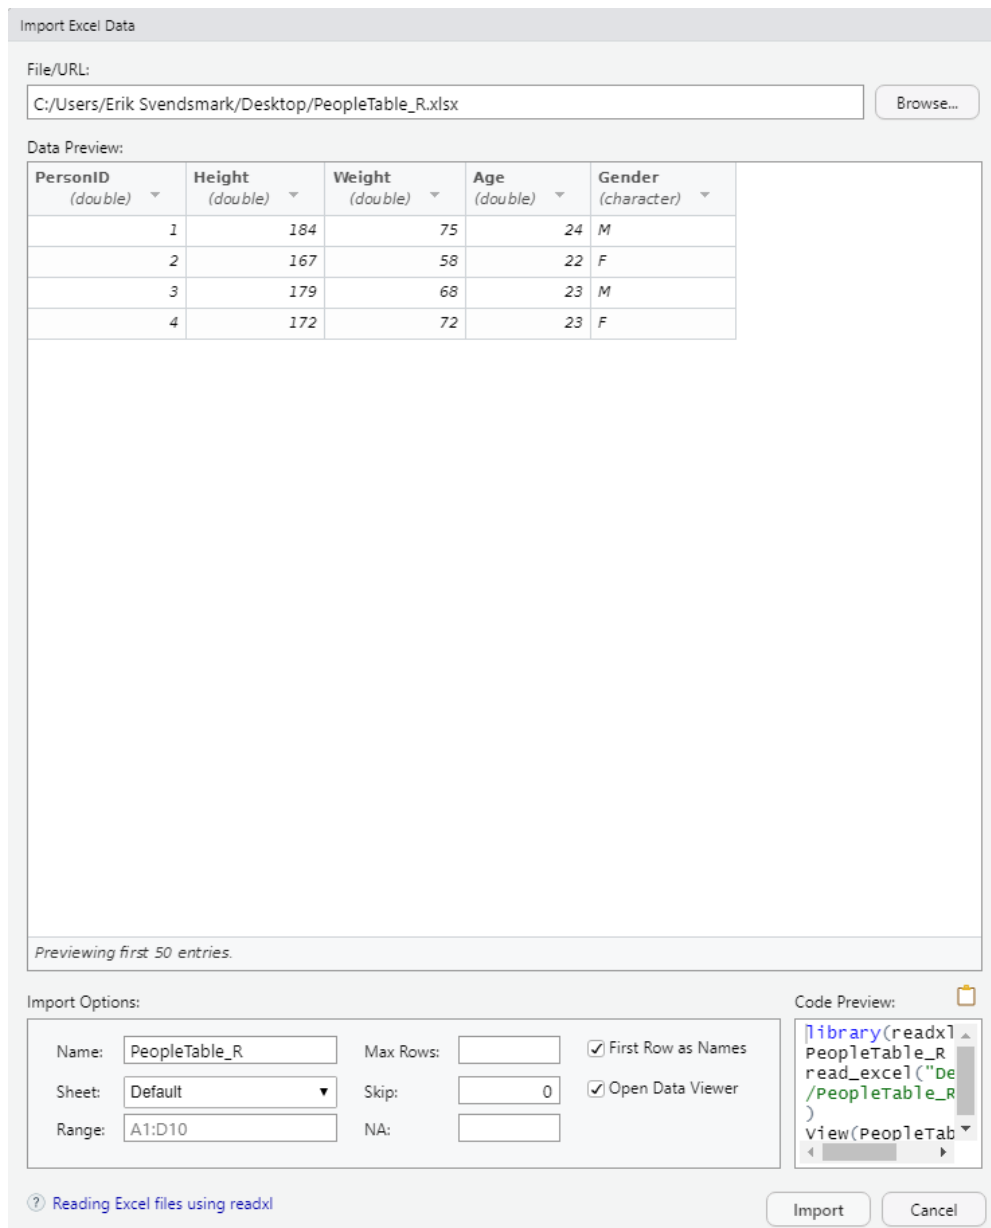 Import Excel Data
File/URL:
C:/Users/Erik Svendsmark/Desktop/PeopleTable_R.xlsx Browse...
Data Preview:
PersonID Height Weight Age Gender
(double) (double) (double) (double) (character)
1 184 75 24 M
2 167 58 22 F
3 179 68 23 M
4 172 72 23 F
Previewing first 50 entries.
Import Options:
Name: PeopleTable_R Max Rows: First Row as Names
Sheet: Default Skip: 0 Open Data Viewer
Range: A1:D10 NA:
Code Preview:
library(readxl
PeopleTable_R
read_excel("De
/PeopleTable_R
)
View(PeopleTab
? Reading Excel files using readxl
Import Cancel